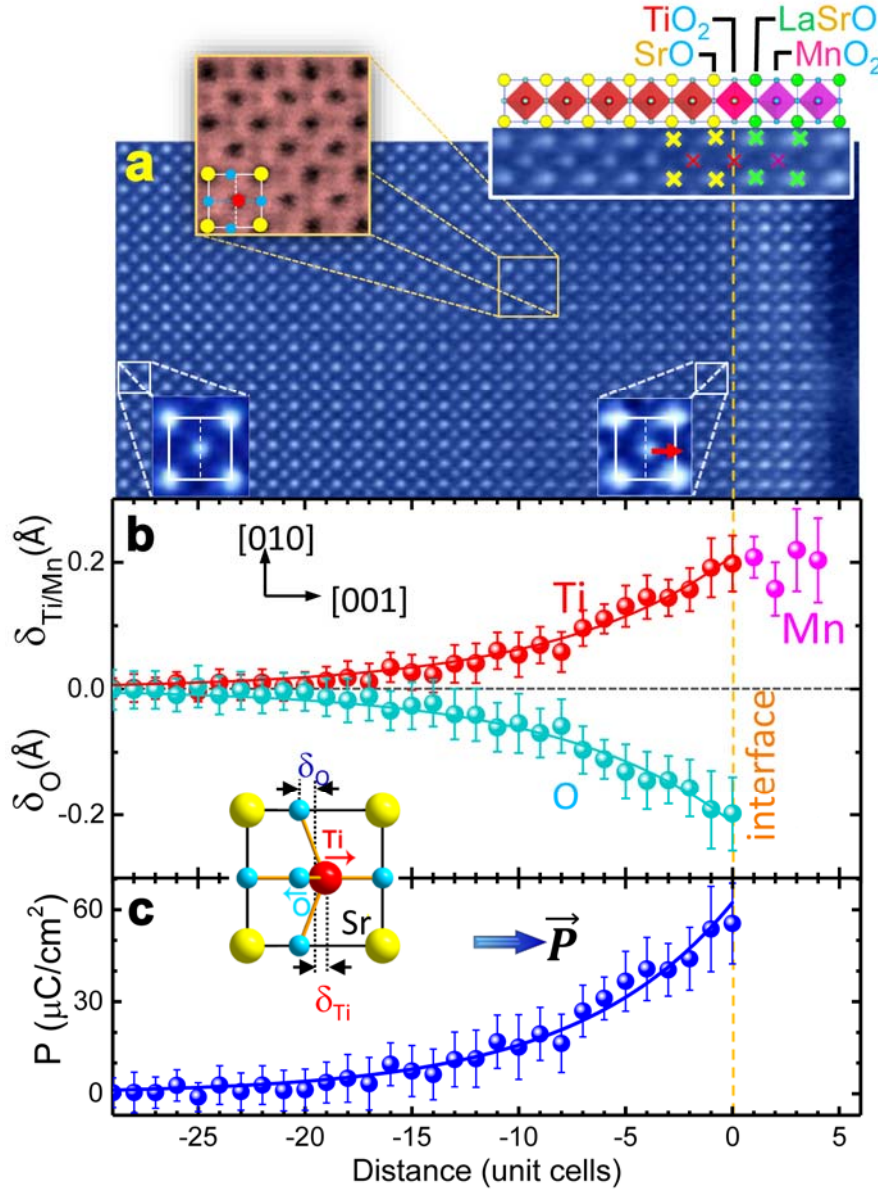 TiO₂ LaSrO
SrO MnO₂
a
b
[010]
[001]
δTi/Mn(Å)
0.2
0.0
δO(Å)
-0.2
Ti
Mn
O
interface
δO
Ti
O
Sr
δTi
c
P⃗
P (μC/cm²)
60
30
0
-25 -20 -15 -10 -5 0 5
Distance (unit cells)